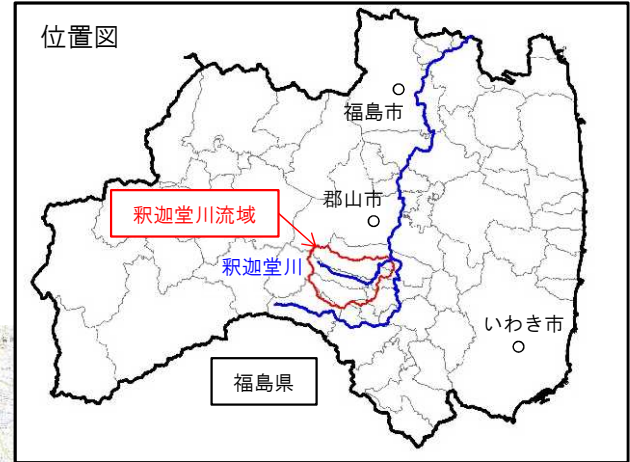 位置図
福島市
郡山市
釈迦堂川流域
釈迦堂川
いわき市
福島県